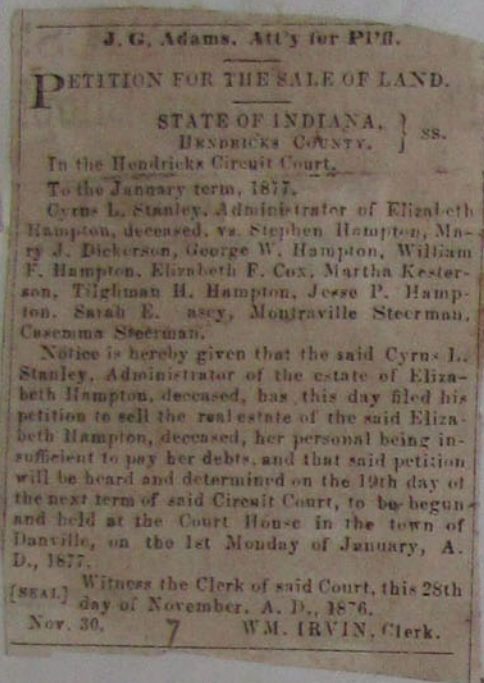 J. G. Adams, Att'y for Pl'ff.
PETITION FOR THE SALE OF LAND.
STATE OF INDIANA, } ss.
HENDRICKS COUNTY.
In the Hendricks Circuit Court,
To the January term, 1877.
Cyrus L. Stanley, Administrator of Elizabeth
Hampton, deceased, vs. Stephen Hampton, Ma-
ry J. Dickerson, George W. Hampton, William
F. Hampton, Elizabeth F. Cox, Martha Kester-
son, Tilghman H. Hampton, Jesse P. Hamp-
ton, Sarah E. asey, Montraville Steerman,
Casemma Steerman.
Notice is hereby given that the said Cyrus L.
Stanley, Administrator of the estate of Eliza-
beth Hampton, deceased, has this day filed his
petition to sell the real estate of the said Eliza-
beth Hampton, deceased, her personal being in-
sufficient to pay her debts, and that said petition
will be heard and determined on the 19th day of
the next term of said Circuit Court, to be begun
and held at the Court House in the town of
Danville, on the 1st Monday of January, A.
D., 1877.
[SEAL] Witness the Clerk of said Court, this 28th
day of November, A. D., 1876.
Nov. 30. 7 WM. IRVIN, Clerk.